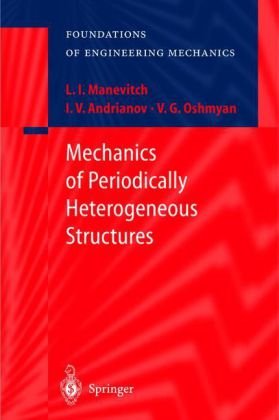 FOUNDATIONS
OF ENGINEERING MECHANICS
L. I. Manevitch
I. V. Andrianov · V. G. Oshmyan
Mechanics
of Periodically
Heterogeneous
Structures
Springer